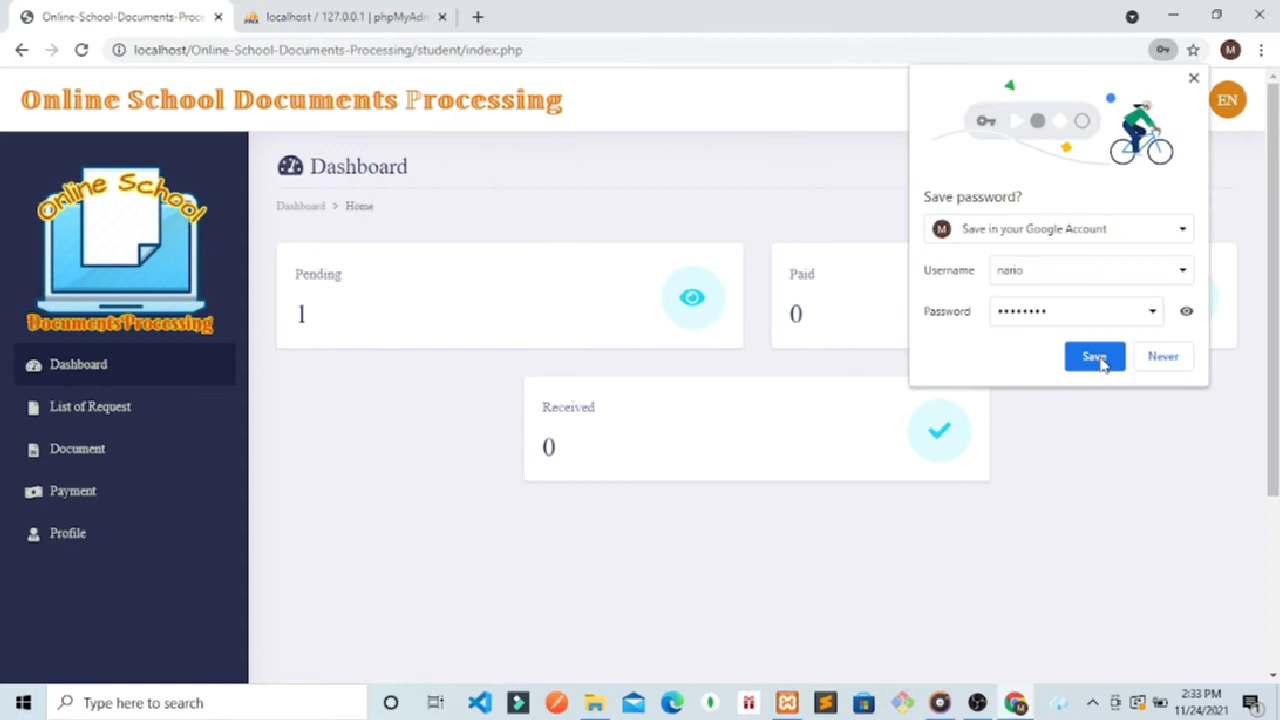 Online-School-Documents-Proce
localhost / 127.0.0.1 | phpMyAdm
localhost/Online-School-Documents-Processing/student/index.php
M
Online School Documents Processing
EN
Online School
DocumentsProcessing
Dashboard
List of Request
Document
Payment
Profile
Dashboard
Dashboard > Home
Pending
1
Paid
0
Received
0
Save password?
M Save in your Google Account
Username nario
Password ••••••••
Save Never
Type here to search
2:33 PM
11/24/2021